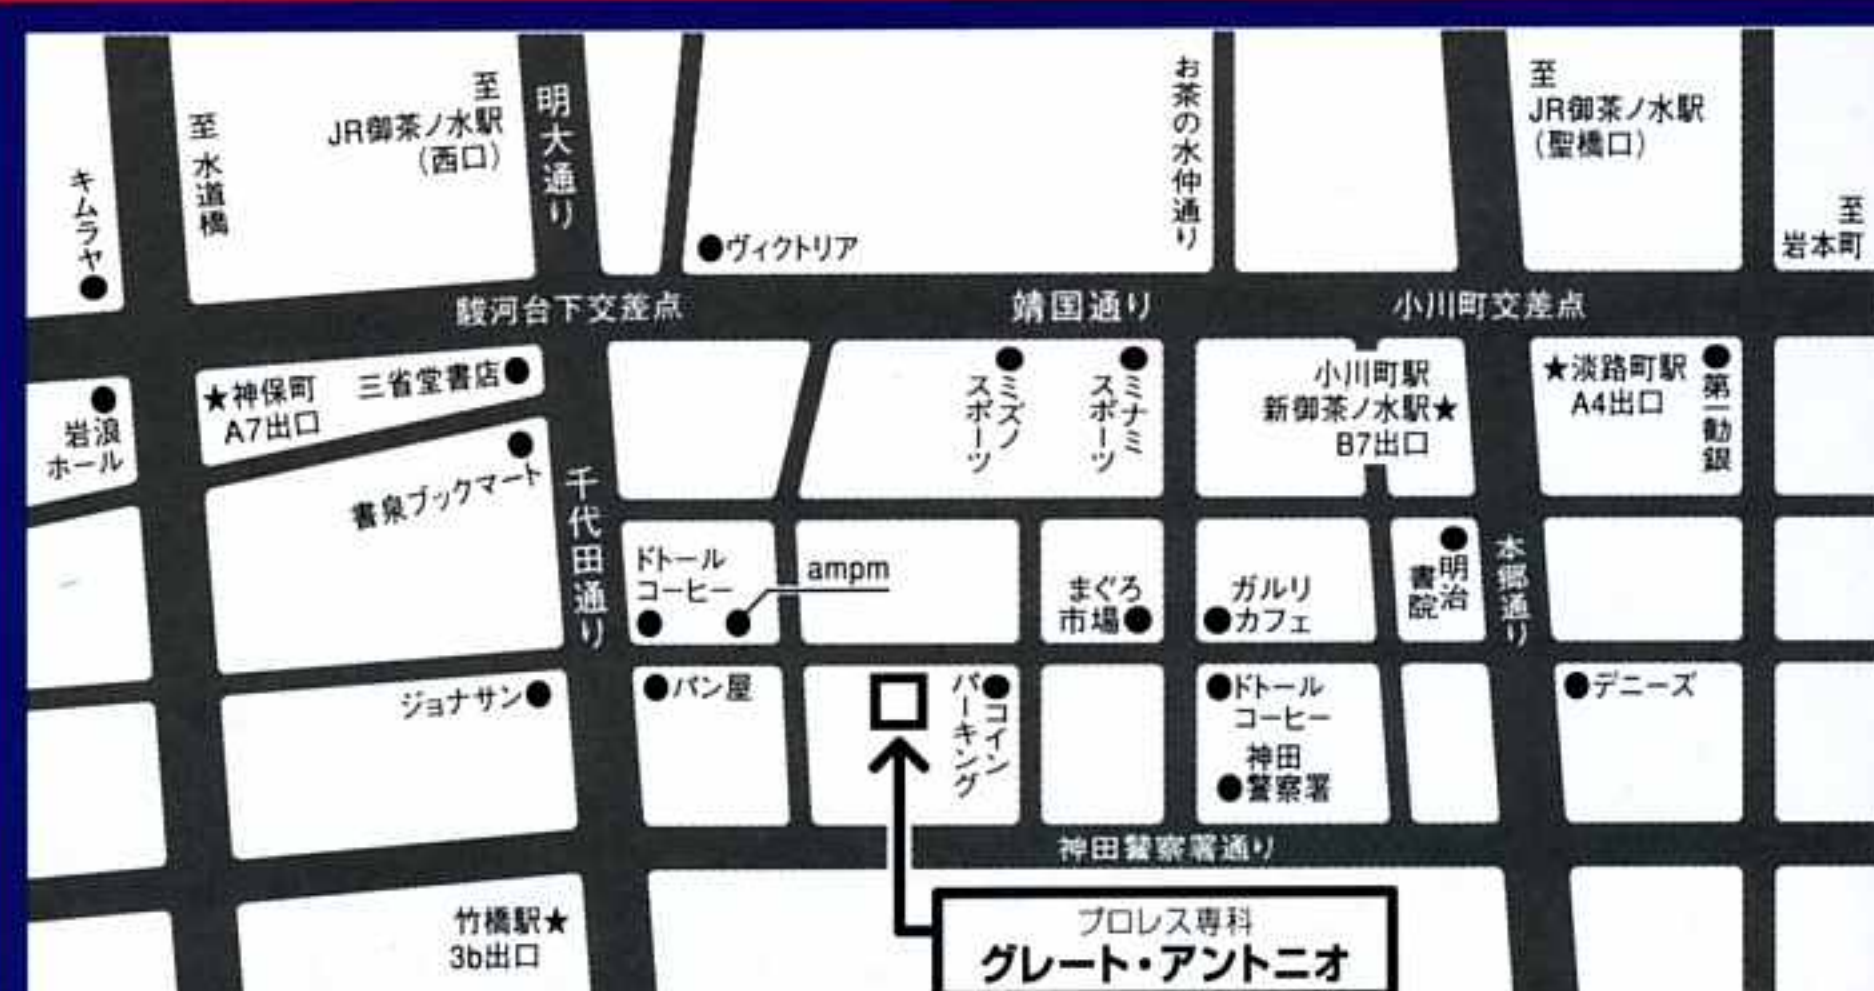 至
JR御茶ノ水駅
(西口)
明大通り
至 水道橋
キムラヤ
ヴィクトリア
お茶の水仲通り
至
JR御茶ノ水駅
(聖橋口)
至
岩本町
駿河台下交差点
靖国通り
小川町交差点
岩波
ホール
★神保町
A7出口
三省堂書店
書泉ブックマート
千代田通り
ミズノ
スポーツ
ミナミ
スポーツ
小川町駅
新御茶ノ水駅★
B7出口
★淡路町駅
A4出口
第一勧銀
ドトール
コーヒー
ampm
まぐろ
市場
ガルリ
カフェ
明治
書院
本郷通り
ジョナサン
パン屋
コイン
パーキング
ドトール
コーヒー
神田
警察署
デニーズ
神田警察署通り
竹橋駅★
3b出口
プロレス専科
グレート・アントニオ